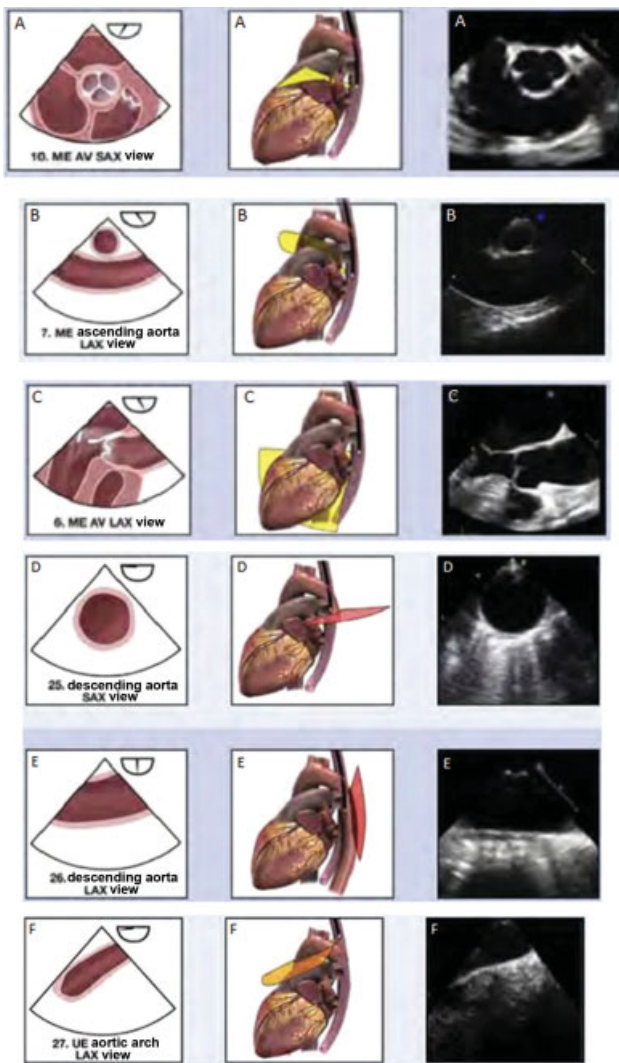 A
A
A
10. ME AV SAX view
B
B
B
7. ME ascending aorta
LAX view
C
C
C
6. ME AV LAX view
D
D
D
25. descending aorta
SAX view
E
E
E
26. descending aorta
LAX view
F
F
F
27. UE aortic arch
LAX view